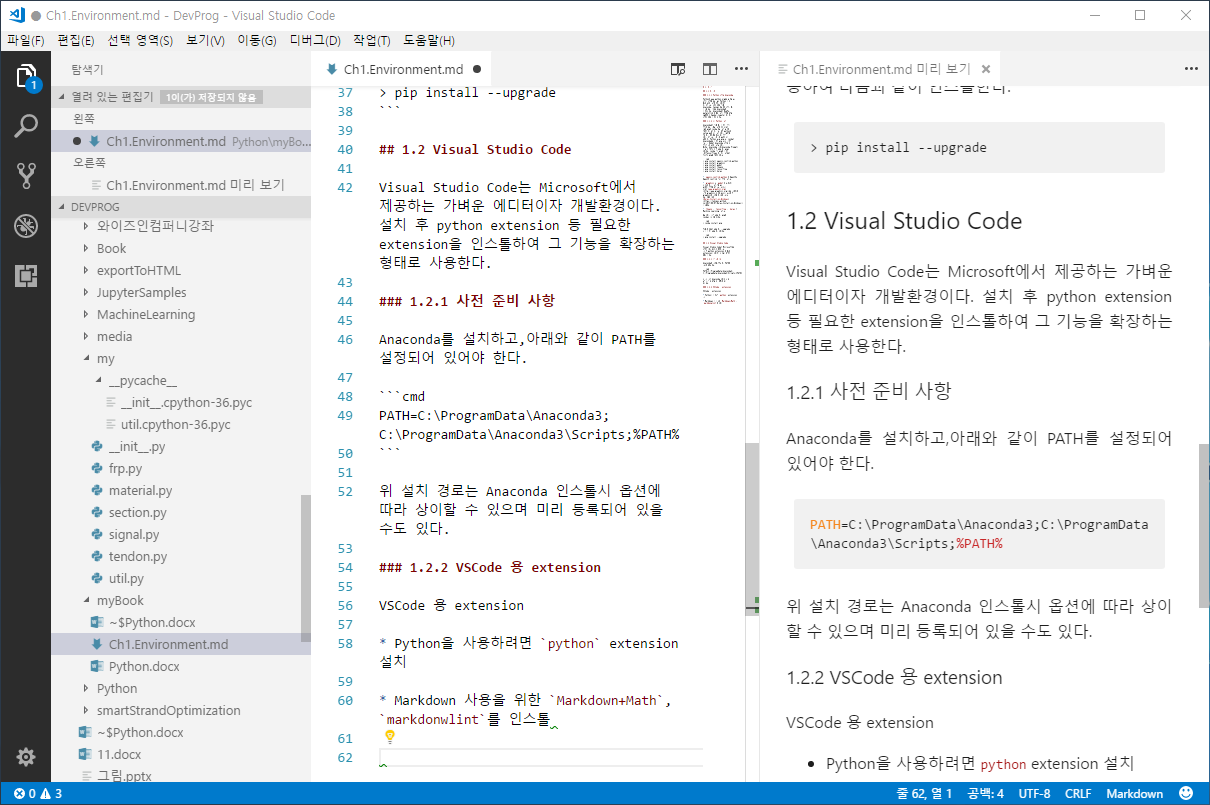 Ch1.Environment.md - DevProg - Visual Studio Code
파일(F) 편집(E) 선택 영역(S) 보기(V) 이동(G) 디버그(D) 작업(T) 도움말(H)
탐색기
열려 있는 편집기 1이(가) 저장되지 않음
왼쪽
Ch1.Environment.md Python\myBo...
오른쪽
Ch1.Environment.md 미리 보기
DEVPROG
와이즈인컴퍼니강좌
Book
exportToHTML
JupyterSamples
MachineLearning
media
my
__pycache__
__init__.cpython-36.pyc
util.cpython-36.pyc
__init__.py
frp.py
material.py
section.py
signal.py
tendon.py
util.py
myBook
~$Python.docx
Ch1.Environment.md
Python.docx
Python
smartStrandOptimization
~$Python.docx
11.docx
그림.pptx
1
Ch1.Environment.md
37 > pip install --upgrade
38 ```
39
40 ## 1.2 Visual Studio Code
41
42 Visual Studio Code는 Microsoft에서
제공하는 가벼운 에디터이자 개발환경이다.
설치 후 python extension 등 필요한
extension을 인스톨하여 그 기능을 확장하는
형태로 사용한다.
43
44 ### 1.2.1 사전 준비 사항
45
46 Anaconda를 설치하고,아래와 같이 PATH를
설정되어 있어야 한다.
47
48 ```cmd
49 PATH=C:\ProgramData\Anaconda3;
C:\ProgramData\Anaconda3\Scripts;%PATH%
50 ```
51
52 위 설치 경로는 Anaconda 인스톨시 옵션에
따라 상이할 수 있으며 미리 등록되어 있을
수도 있다.
53
54 ### 1.2.2 VSCode 용 extension
55
56 VSCode 용 extension
57
58 * Python을 사용하려면 `python` extension
설치
59
60 * Markdown 사용을 위한 `Markdown+Math`,
`markdonwlint`를 인스톨
61
62
Ch1.Environment.md 미리 보기
통하여 다음과 같이 인스톨한다.
> pip install --upgrade
1.2 Visual Studio Code
Visual Studio Code는 Microsoft에서 제공하는 가벼운
에디터이자 개발환경이다. 설치 후 python extension
등 필요한 extension을 인스톨하여 그 기능을 확장하는
형태로 사용한다.
1.2.1 사전 준비 사항
Anaconda를 설치하고,아래와 같이 PATH를 설정되어
있어야 한다.
PATH=C:\ProgramData\Anaconda3;C:\ProgramData
\Anaconda3\Scripts;%PATH%
위 설치 경로는 Anaconda 인스톨시 옵션에 따라 상이
할 수 있으며 미리 등록되어 있을 수도 있다.
1.2.2 VSCode 용 extension
VSCode 용 extension
• Python을 사용하려면 python extension 설치
0 3
줄 62, 열 1 공백: 4 UTF-8 CRLF Markdown